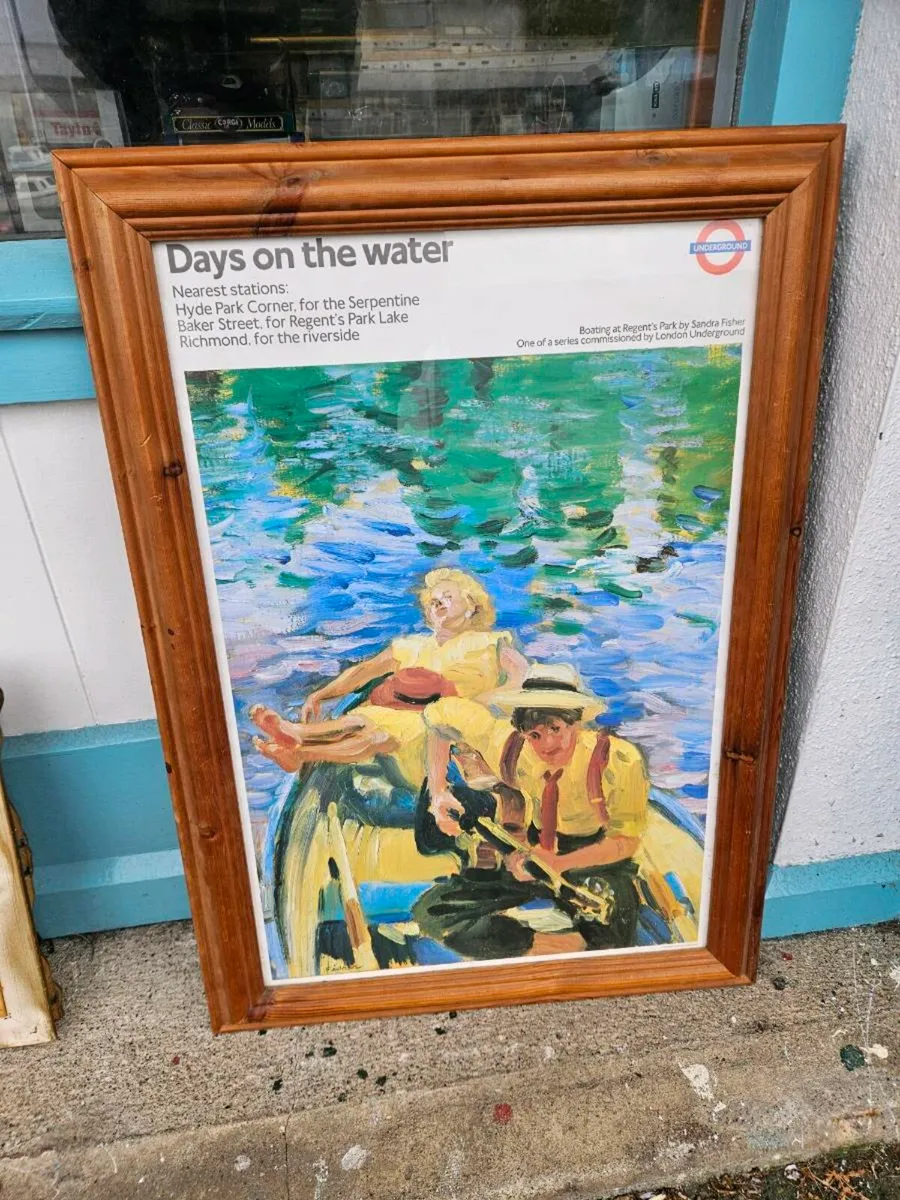 Tayto
Classic CORGI Models
Days on the water
UNDERGROUND
Nearest stations:
Hyde Park Corner, for the Serpentine
Baker Street, for Regent's Park Lake
Richmond, for the riverside
Boating at Regent's Park by Sandra Fisher
One of a series commissioned by London Underground